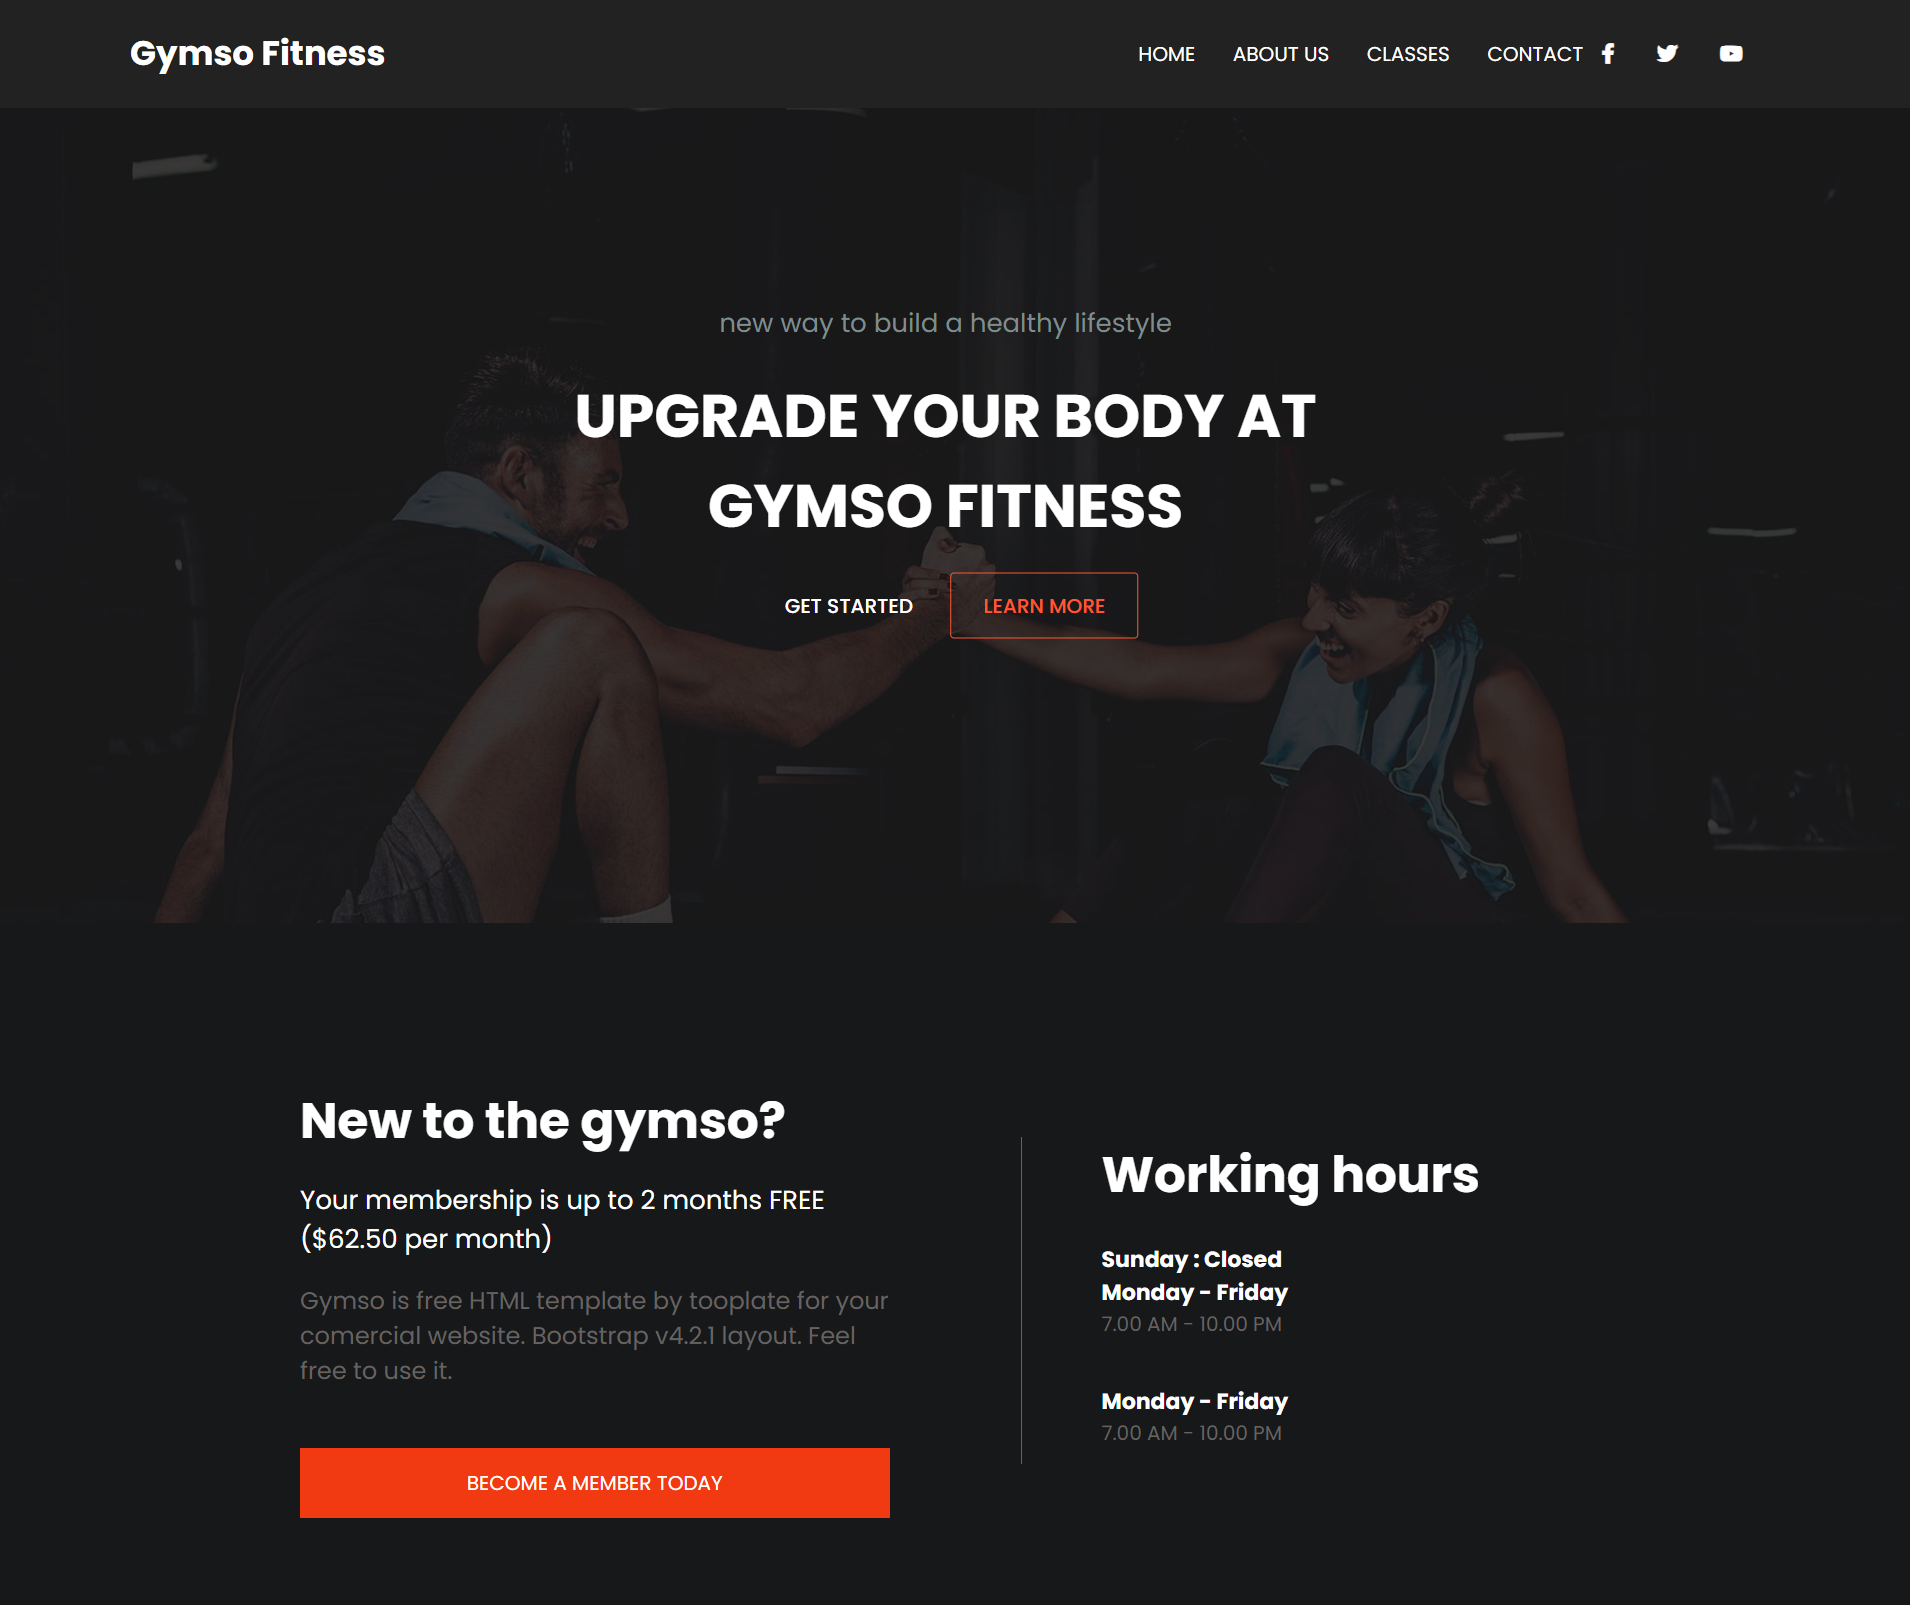 Gymso Fitness
HOME ABOUT US CLASSES CONTACT
new way to build a healthy lifestyle
UPGRADE YOUR BODY AT
GYMSO FITNESS
GET STARTED LEARN MORE
New to the gymso?
Your membership is up to 2 months FREE
($62.50 per month)
Gymso is free HTML template by tooplate for your
comercial website. Bootstrap v4.2.1 layout. Feel
free to use it.
BECOME A MEMBER TODAY
Working hours
Sunday : Closed
Monday - Friday
7.00 AM - 10.00 PM
Monday - Friday
7.00 AM - 10.00 PM